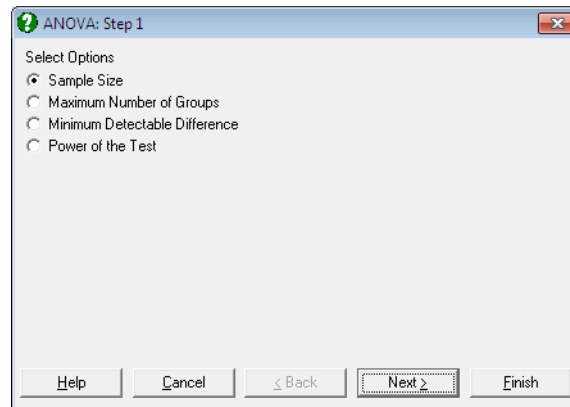 ANOVA: Step 1
Select Options
Sample Size
Maximum Number of Groups
Minimum Detectable Difference
Power of the Test
Help Cancel < Back Next > Finish